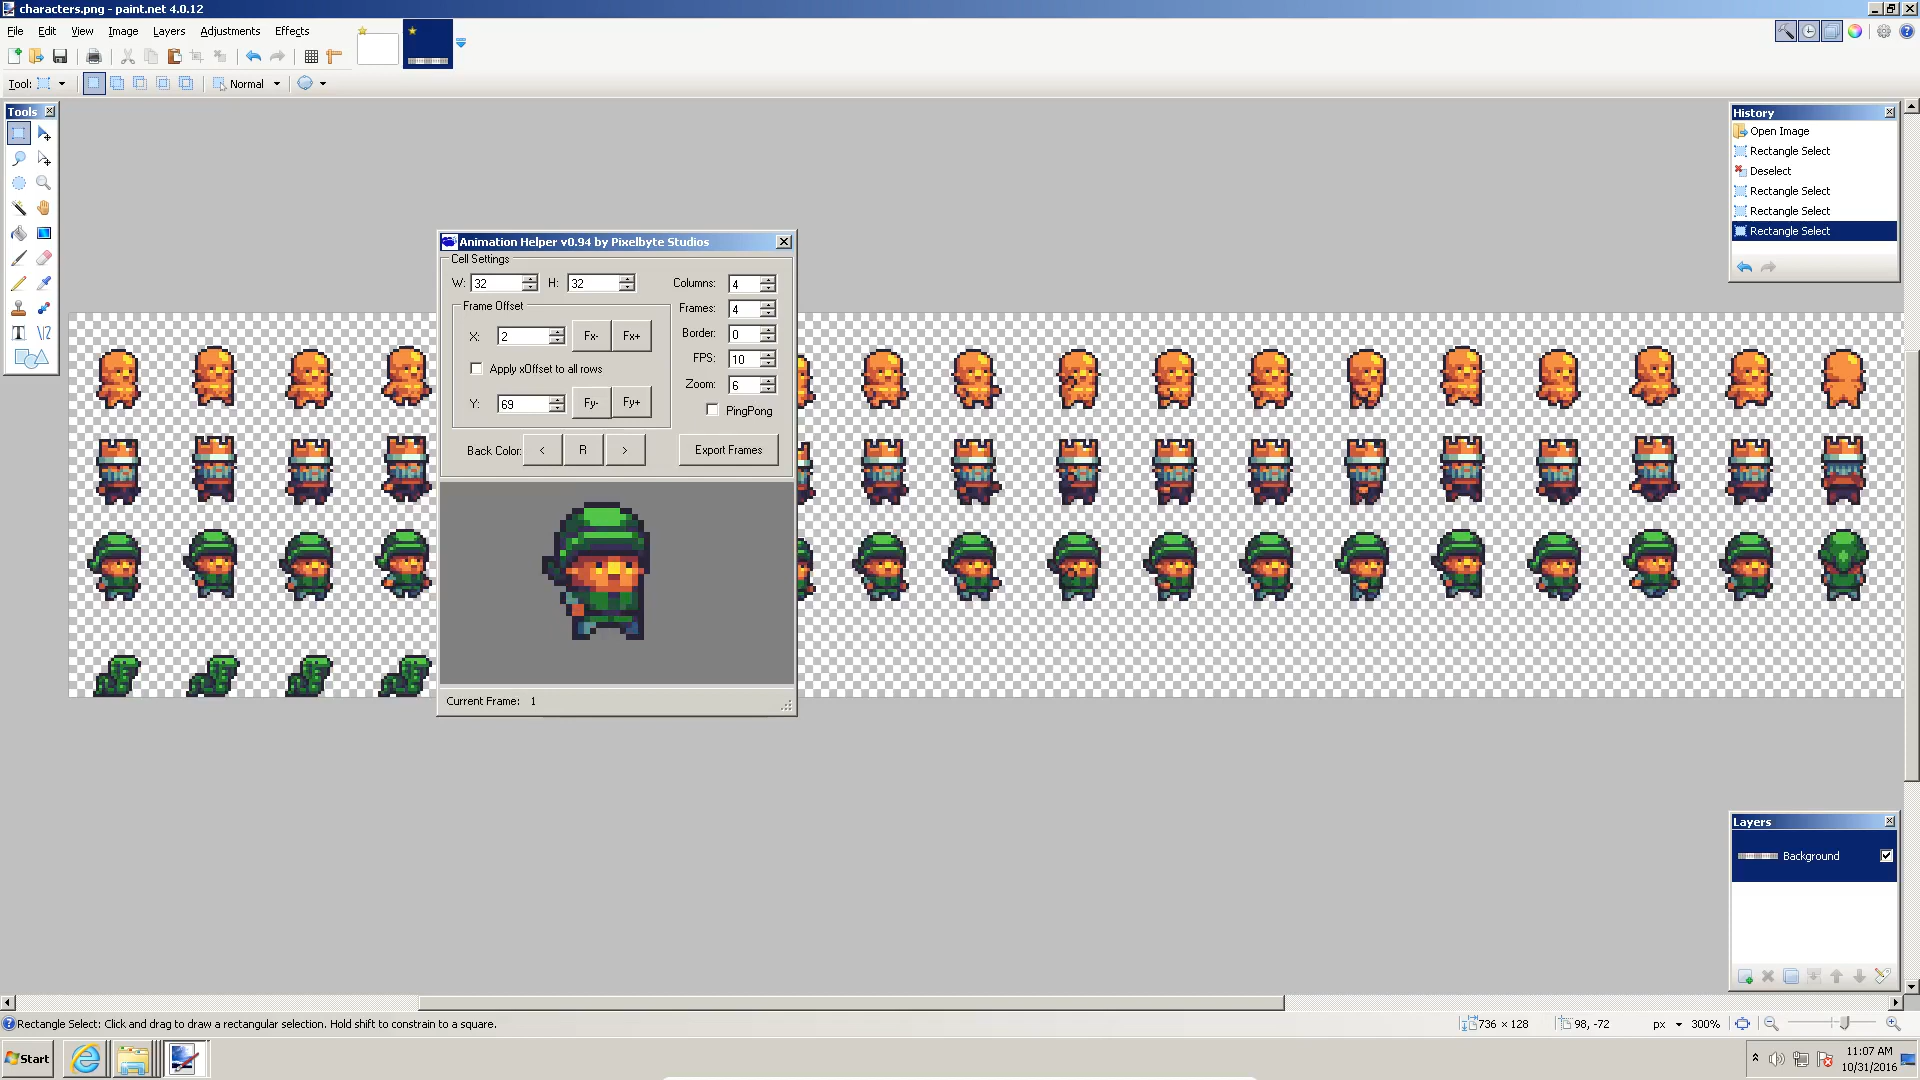 characters.png - paint.net 4.0.12
File Edit View Image Layers Adjustments Effects
Tool: Normal
Tools
History
Open Image
Rectangle Select
Deselect
Rectangle Select
Rectangle Select
Rectangle Select
Animation Helper v0.94 by Pixelbyte Studios
Cell Settings
W: 32 H: 32 Columns: 4
Frame Offset Frames: 4
X: 2 Fx- Fx+ Border: 0
FPS: 10
Apply xOffset to all rows
Zoom: 6
Y: 69 Fy- Fy+ PingPong
Back Color: < R > Export Frames
Current Frame: 1
Layers
Background
Rectangle Select: Click and drag to draw a rectangular selection. Hold shift to constrain to a square.
736 × 128 98, -72 px 300%
Start
11:07 AM
10/31/2016